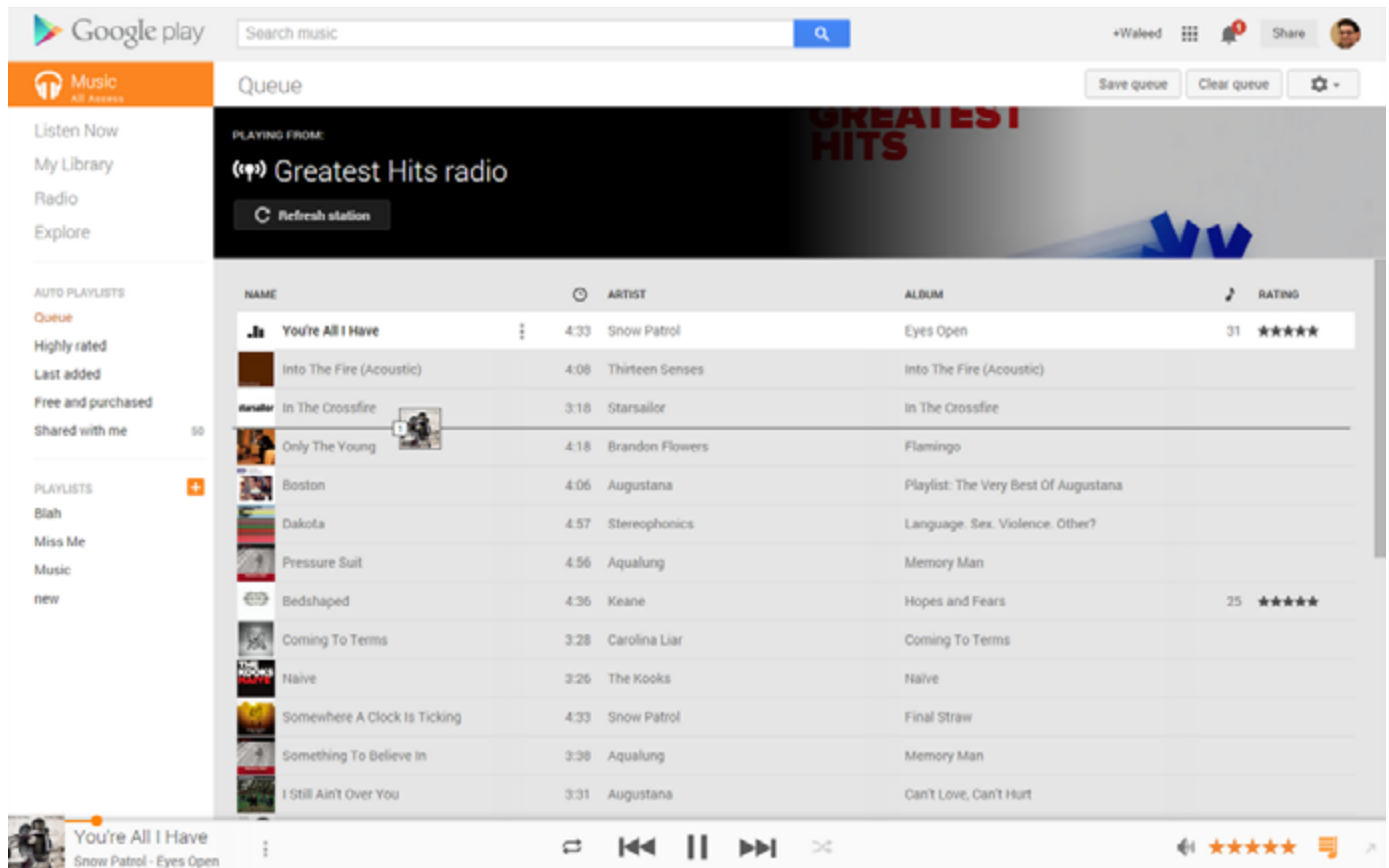 Google play
Search music
+Waleed
Share
Music
All Access
Queue
Save queue
Clear queue
Listen Now
My Library
Radio
Explore
AUTO PLAYLISTS
Queue
Highly rated
Last added
Free and purchased
Shared with me 50
PLAYLISTS
Blah
Miss Me
Music
new
PLAYING FROM:
Greatest Hits radio
Refresh station
GREATEST
HITS
NAME ARTIST ALBUM RATING
You're All I Have 4:33 Snow Patrol Eyes Open 31
Into The Fire (Acoustic) 4:08 Thirteen Senses Into The Fire (Acoustic)
starsailor In The Crossfire 3:18 Starsailor In The Crossfire
1
Only The Young 4:18 Brandon Flowers Flamingo
Boston 4:06 Augustana Playlist: The Very Best Of Augustana
Dakota 4:57 Stereophonics Language. Sex. Violence. Other?
Pressure Suit 4:56 Aqualung Memory Man
Bedshaped 4:36 Keane Hopes and Fears 25
Coming To Terms 3:28 Carolina Liar Coming To Terms
THE KOOKS NAIVE Naive 3:26 The Kooks Naïve
Somewhere A Clock Is Ticking 4:33 Snow Patrol Final Straw
Something To Believe In 3:38 Aqualung Memory Man
I Still Ain't Over You 3:31 Augustana Can't Love, Can't Hurt
You're All I Have
Snow Patrol - Eyes Open